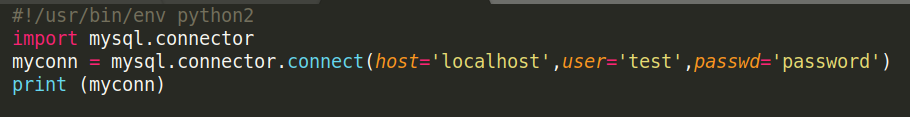 #!/usr/bin/env python2
import mysql.connector
myconn = mysql.connector.connect(host='localhost',user='test',passwd='password')
print (myconn)